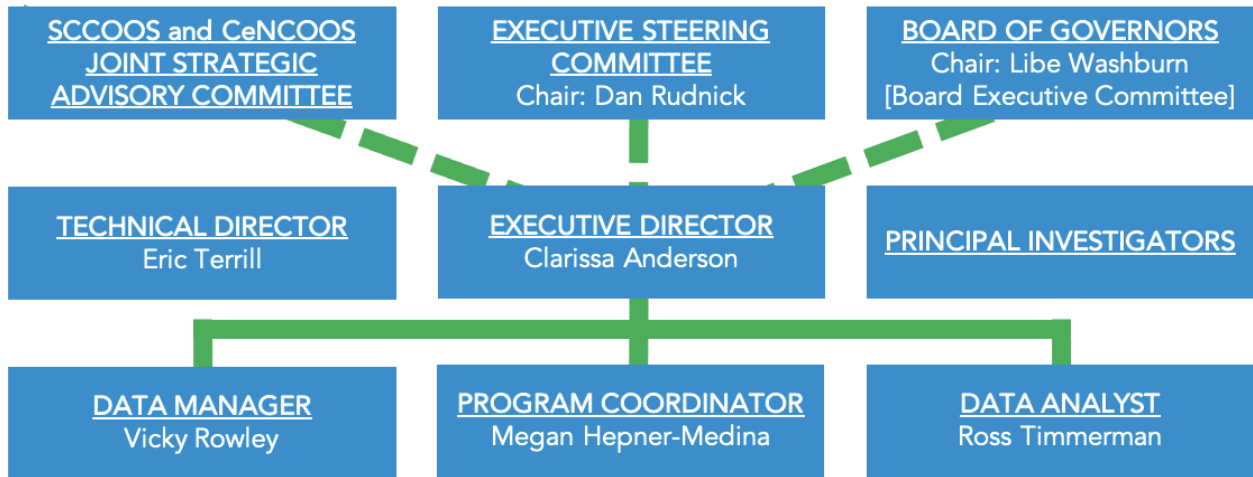 SCCOOS and CeNCOOS
JOINT STRATEGIC
ADVISORY COMMITTEE
EXECUTIVE STEERING
COMMITTEE
Chair: Dan Rudnick
BOARD OF GOVERNORS
Chair: Libe Washburn
[Board Executive Committee]
TECHNICAL DIRECTOR
Eric Terrill
EXECUTIVE DIRECTOR
Clarissa Anderson
PRINCIPAL INVESTIGATORS
DATA MANAGER
Vicky Rowley
PROGRAM COORDINATOR
Megan Hepner-Medina
DATA ANALYST
Ross Timmerman